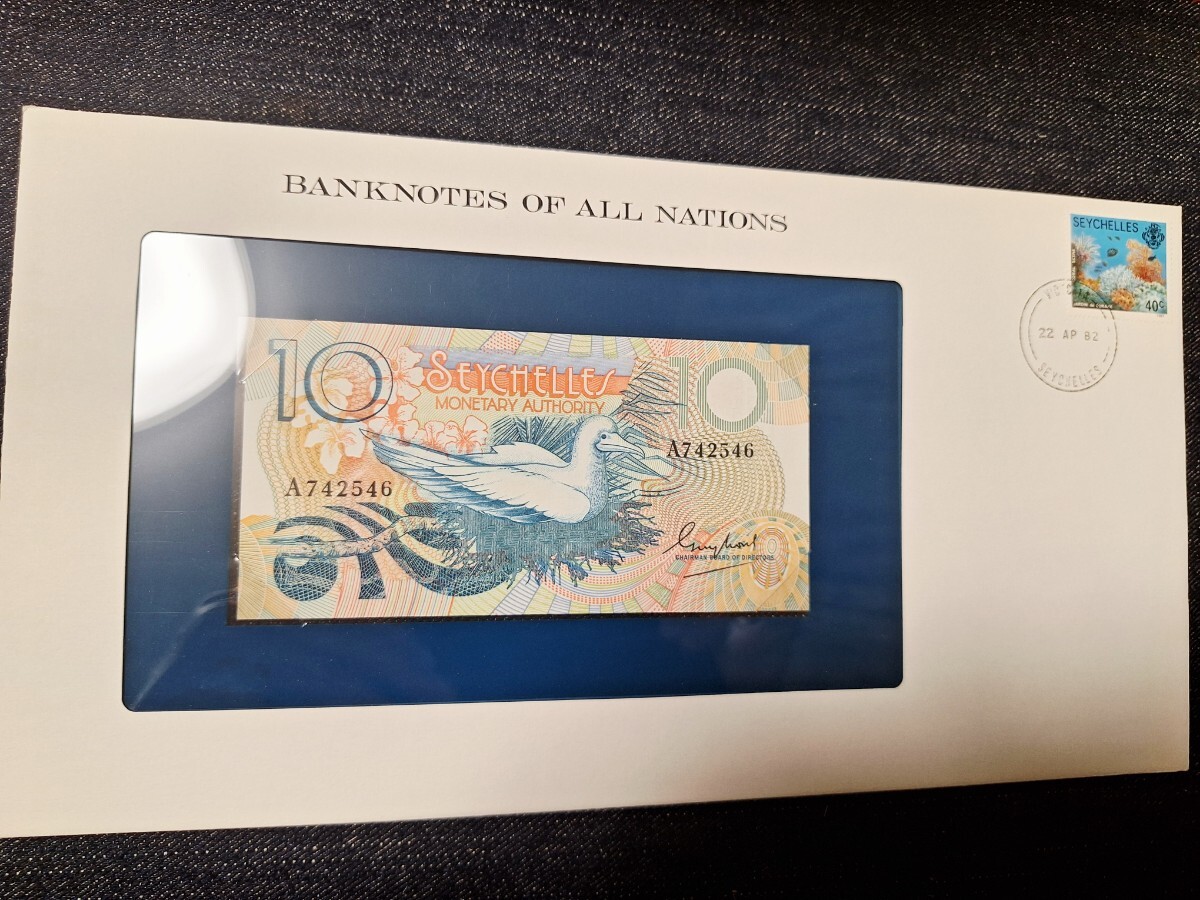 BANKNOTES OF ALL NATIONS
SEYCHELLES
40c
22 AP 82
SEYCHELLES
10
SEYCHELLES
MONETARY AUTHORITY
10
A742546
A742546
CHAIRMAN BOARD OF DIRECTORS